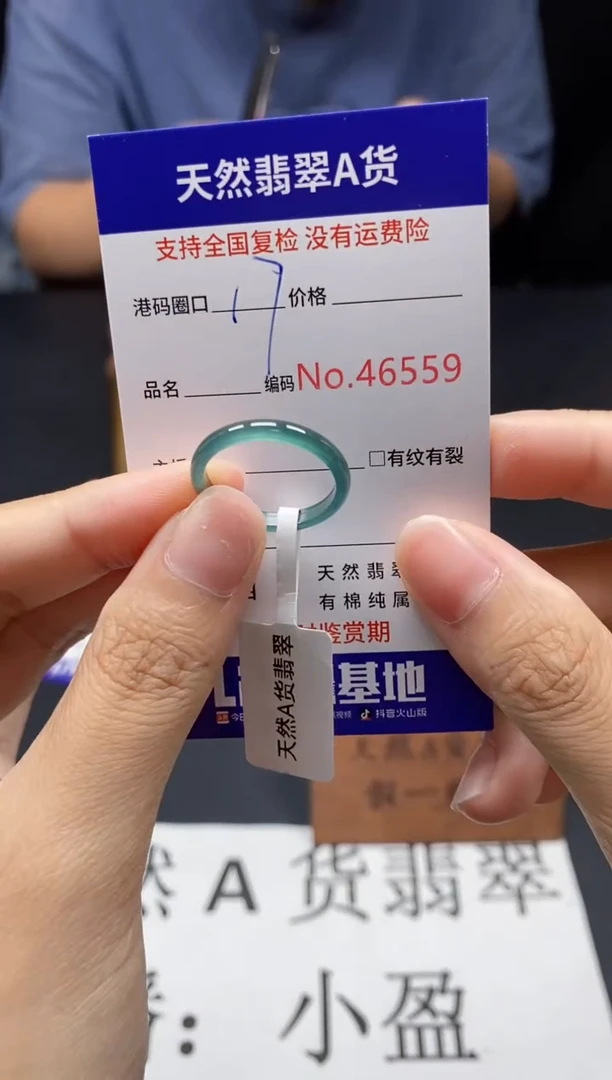 天然翡翠A货
支持全国复检 没有运费险
港码圈口 17 价格
品名 编码 No.46559
□有纹有裂
天然翡
有棉纯属
鉴赏期
基地
抖音火山版
天然A货翡翠
假一
然 A 货翡翠
：小盈